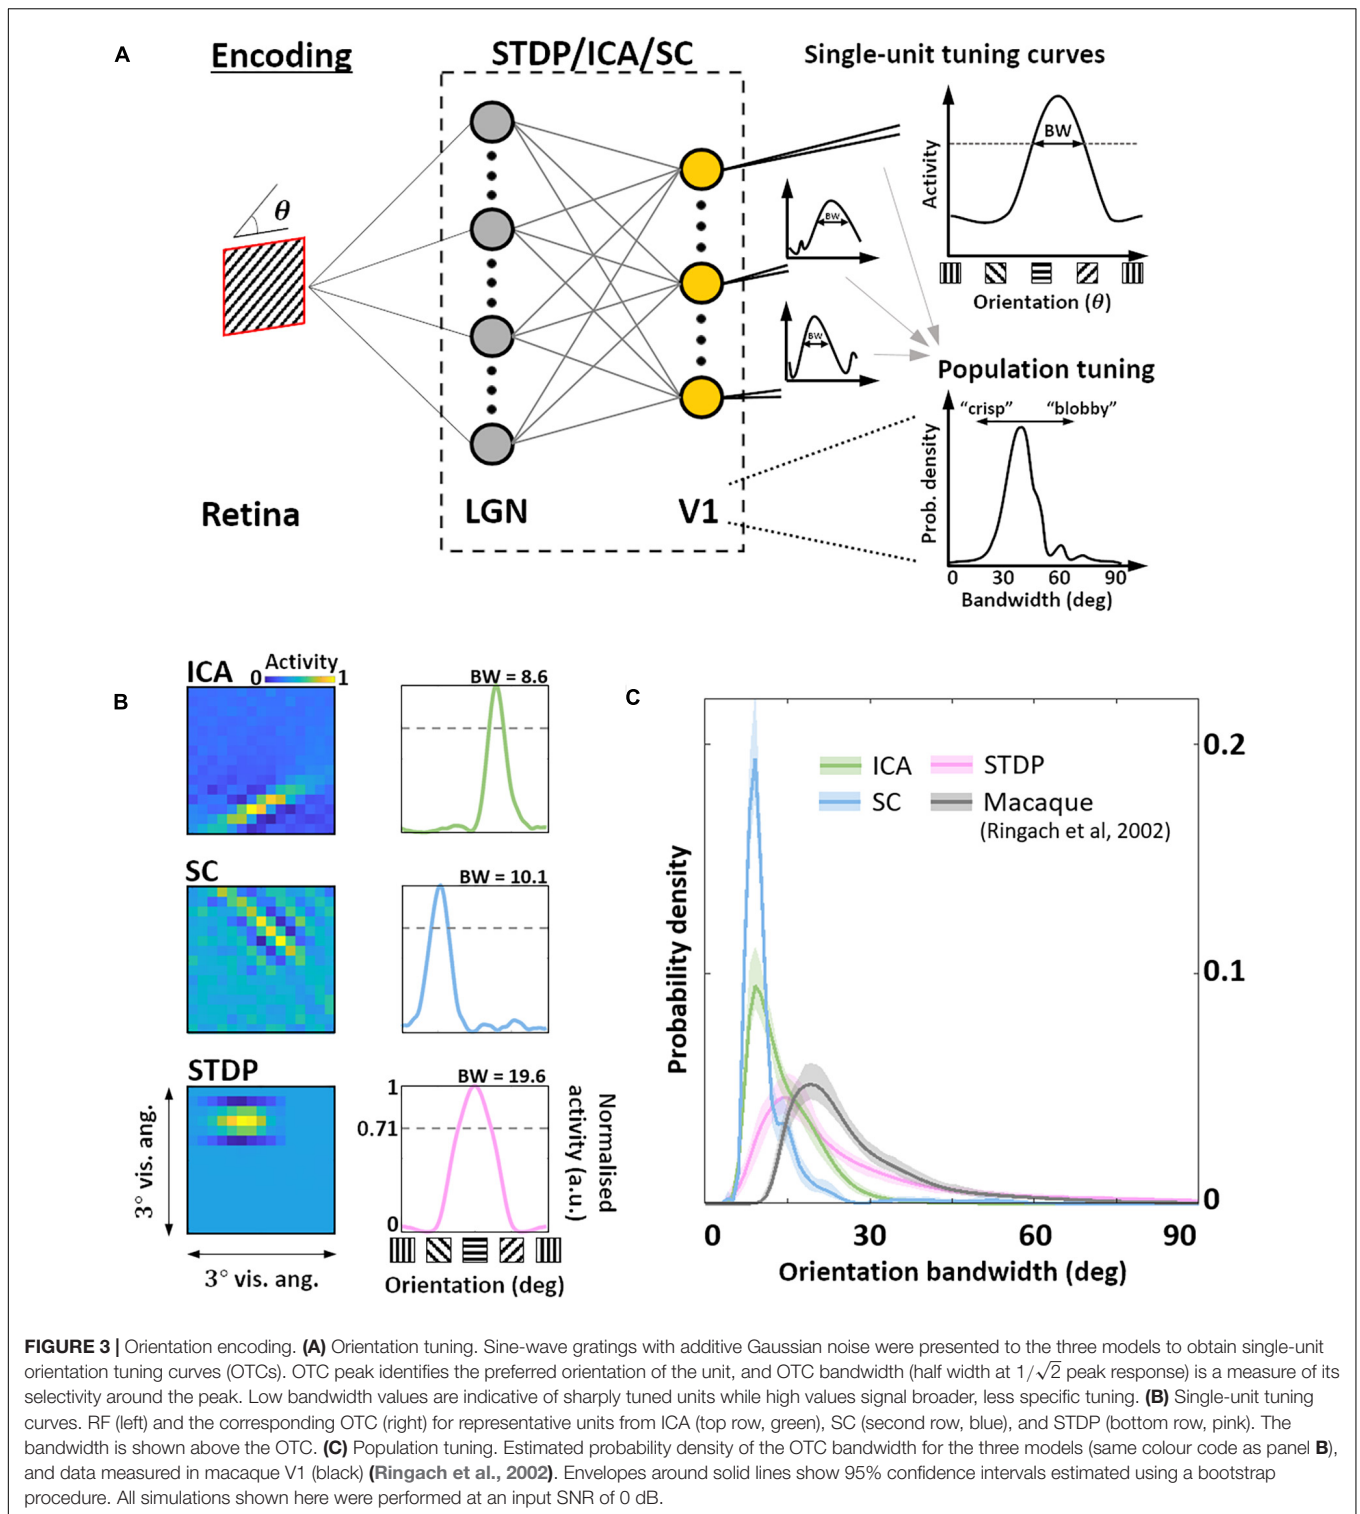 A
Encoding
STDP/ICA/SC
Single-unit tuning curves
θ
BW
Activity
BW
Orientation (θ)
BW
Population tuning
"crisp" "blobby"
Prob. density
0 30 60 90
Bandwidth (deg)
Retina
LGN
V1
B
ICA
Activity
0 1
BW = 8.6
SC
BW = 10.1
STDP
BW = 19.6
1
0.71
0
Normalised
activity (a.u.)
3° vis. ang.
3° vis. ang.
Orientation (deg)
C
ICA STDP
SC Macaque
(Ringach et al, 2002)
Probability density
0.2
0.1
0
0 30 60 90
Orientation bandwidth (deg)
FIGURE 3 | Orientation encoding. (A) Orientation tuning. Sine-wave gratings with additive Gaussian noise were presented to the three models to obtain single-unit
orientation tuning curves (OTCs). OTC peak identifies the preferred orientation of the unit, and OTC bandwidth (half width at 1/√2 peak response) is a measure of its
selectivity around the peak. Low bandwidth values are indicative of sharply tuned units while high values signal broader, less specific tuning. (B) Single-unit tuning
curves. RF (left) and the corresponding OTC (right) for representative units from ICA (top row, green), SC (second row, blue), and STDP (bottom row, pink). The
bandwidth is shown above the OTC. (C) Population tuning. Estimated probability density of the OTC bandwidth for the three models (same colour code as panel B),
and data measured in macaque V1 (black) (Ringach et al., 2002). Envelopes around solid lines show 95% confidence intervals estimated using a bootstrap
procedure. All simulations shown here were performed at an input SNR of 0 dB.